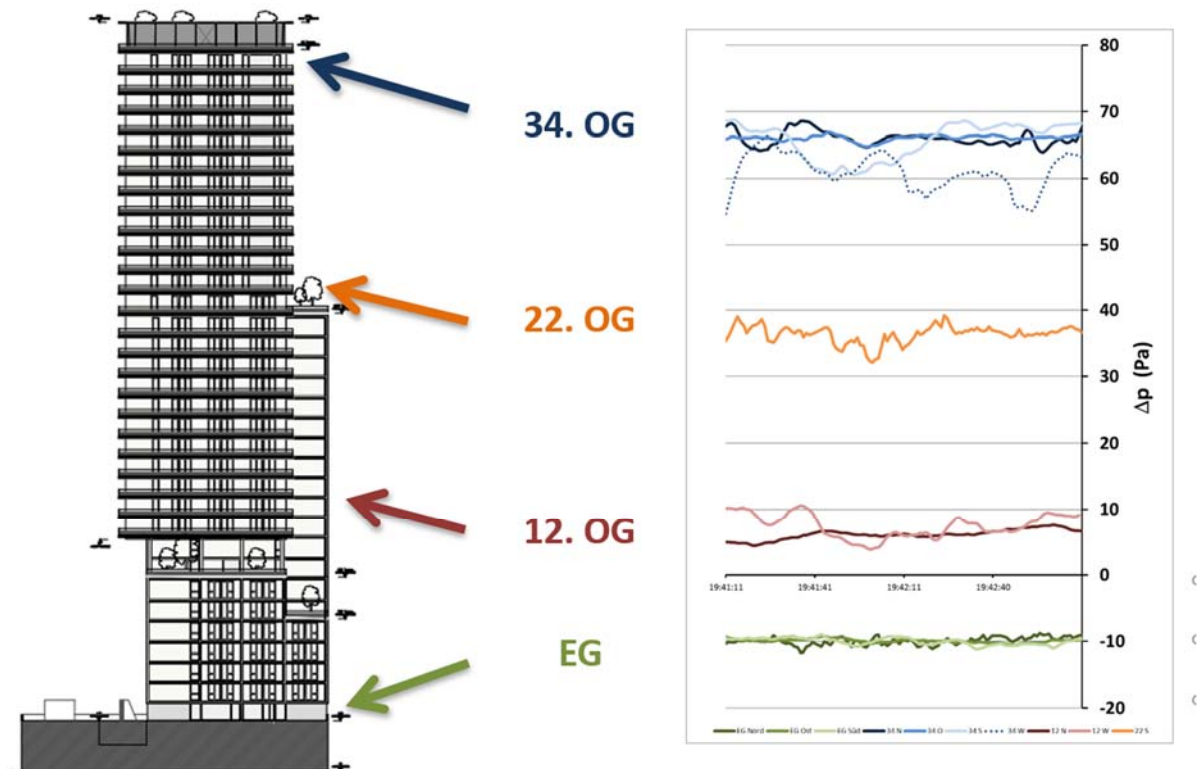 34. OG
22. OG
12. OG
EG
80
70
60
50
40
30
20
10
0
-10
-20
Δp (Pa)
19:41:11 19:41:41 19:42:11 19:42:40
EG Nord EG Ost EG Süd 34 N 34 O 34 S 34 W 12 N 12 W 22 S